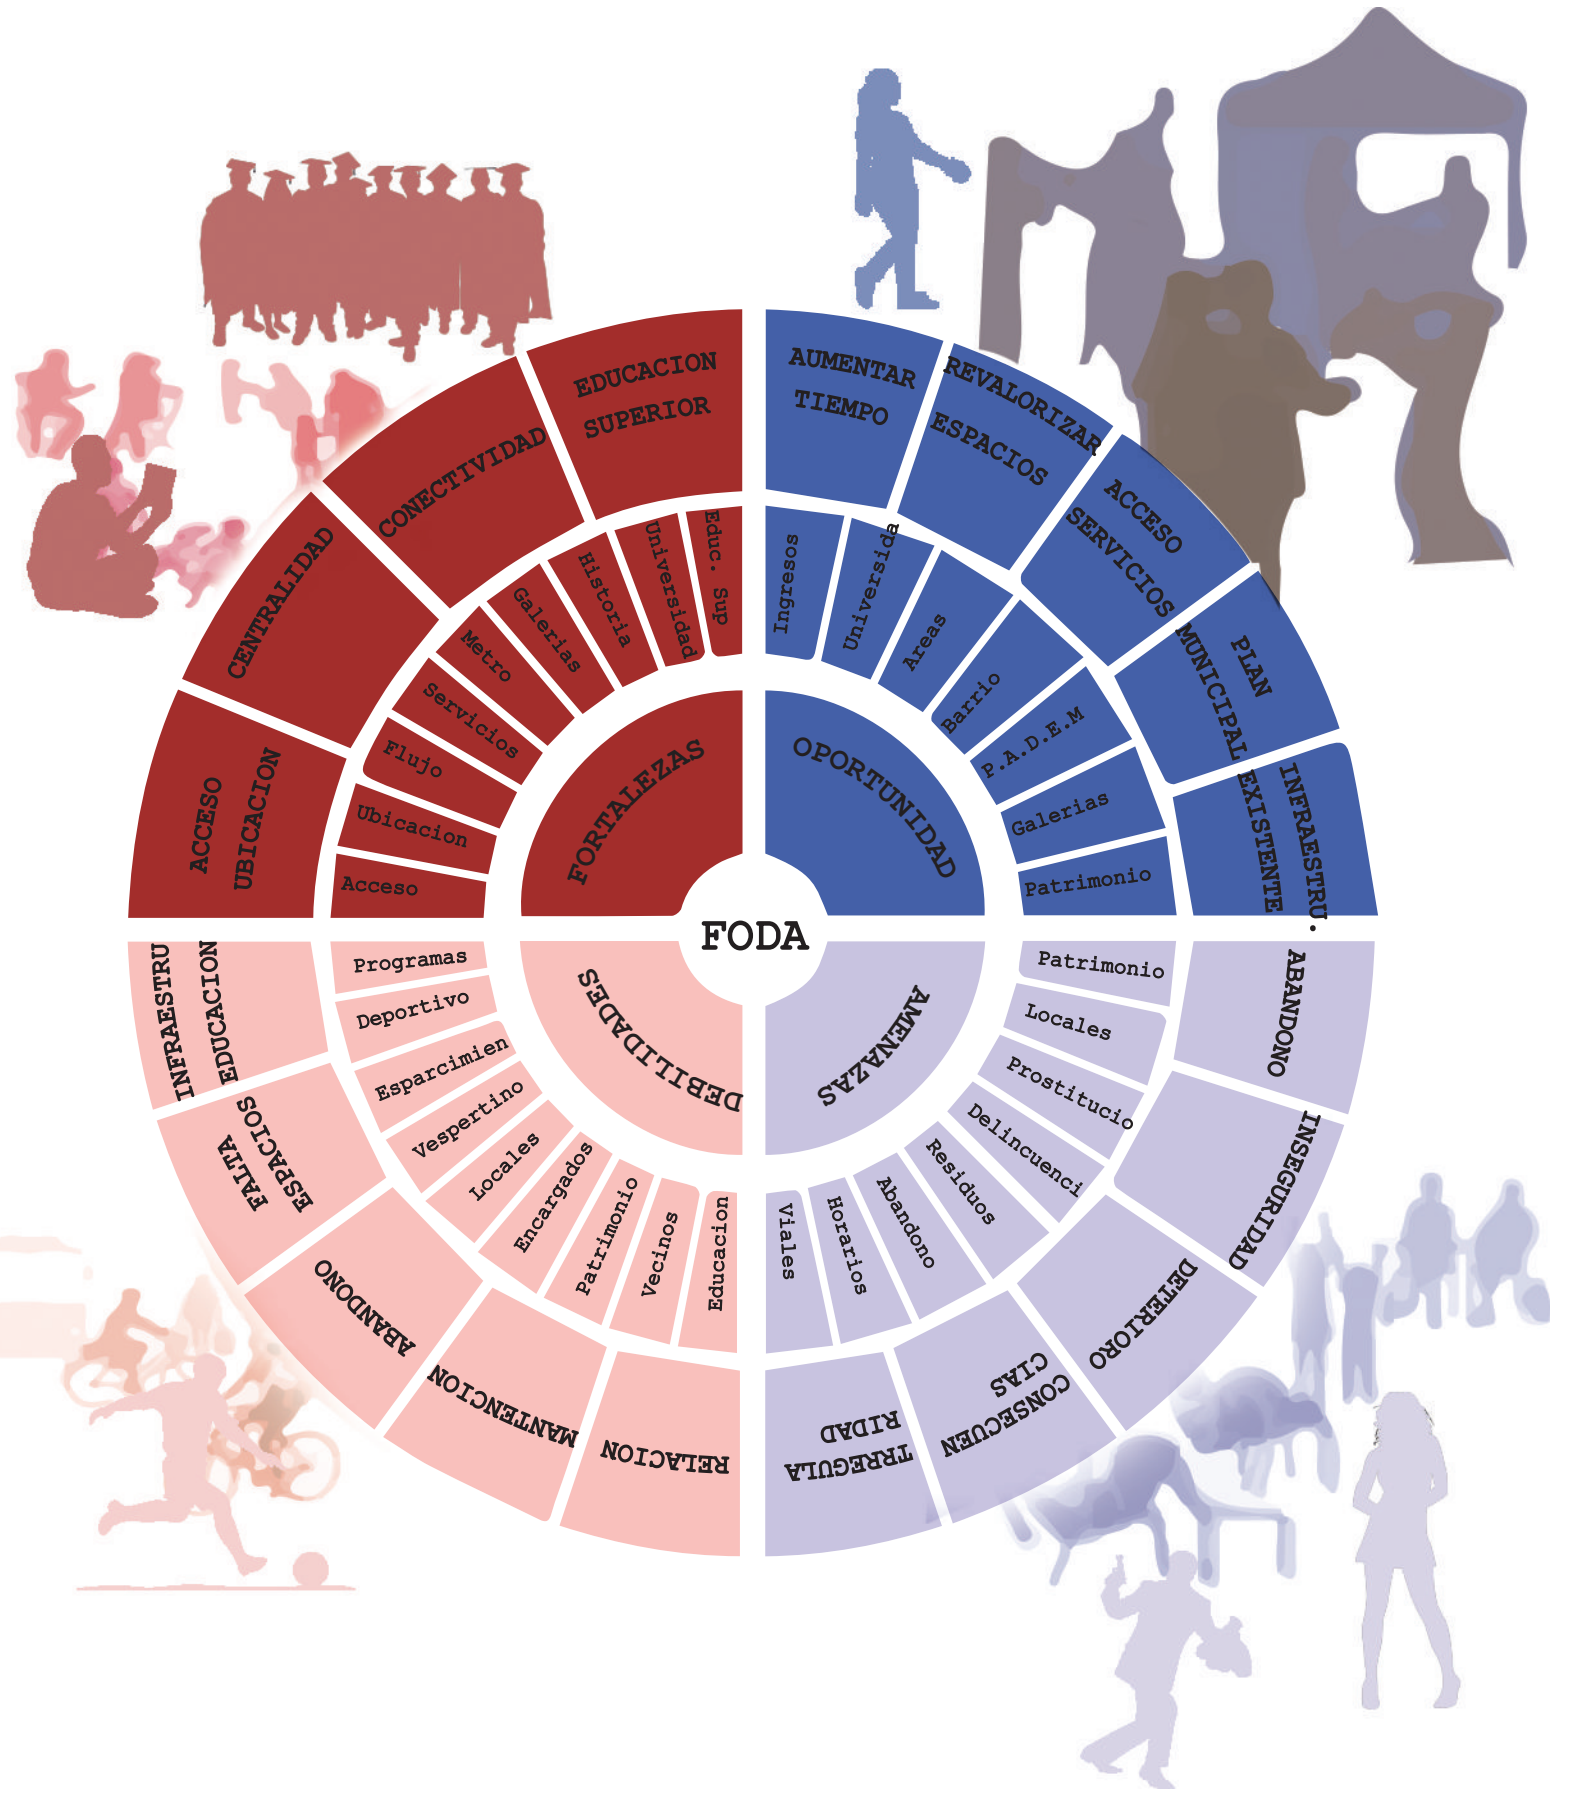 EDUCACION
SUPERIOR
CONECTIVIDAD
CENTRALIDAD
ACCESO
UBICACION
Educ. Sup
Universidad
Historia
Galerias
Metro
Servicios
Flujo
Ubicacion
Acceso
FORTALEZAS
AUMENTAR
TIEMPO
REVALORIZAR
ESPACIOS
ACCESO
SERVICIOS
PLAN
MUNICIPAL
INFRAESTRU.
EXISTENTE
Ingresos
Universida
Areas
Barrio
P.A.D.E.M
Galerias
Patrimonio
OPORTUNIDAD
FODA
DEBILIDADES
Programas
Deportivo
Esparcimien
Vespertino
Locales
Encargados
Patrimonio
Vecinos
Educacion
INFRAESTRU
EDUCACION
FALTA
ESPACIOS
ABANDONO
MANTENCION
RELACION
AMENAZAS
Patrimonio
Locales
Prostitucio
Delincuenci
Residuos
Abandono
Horarios
Viales
ABANDONO
INSEGURIDAD
DETERIORO
CONSECUEN
CIAS
TRREGULA
RIDAD